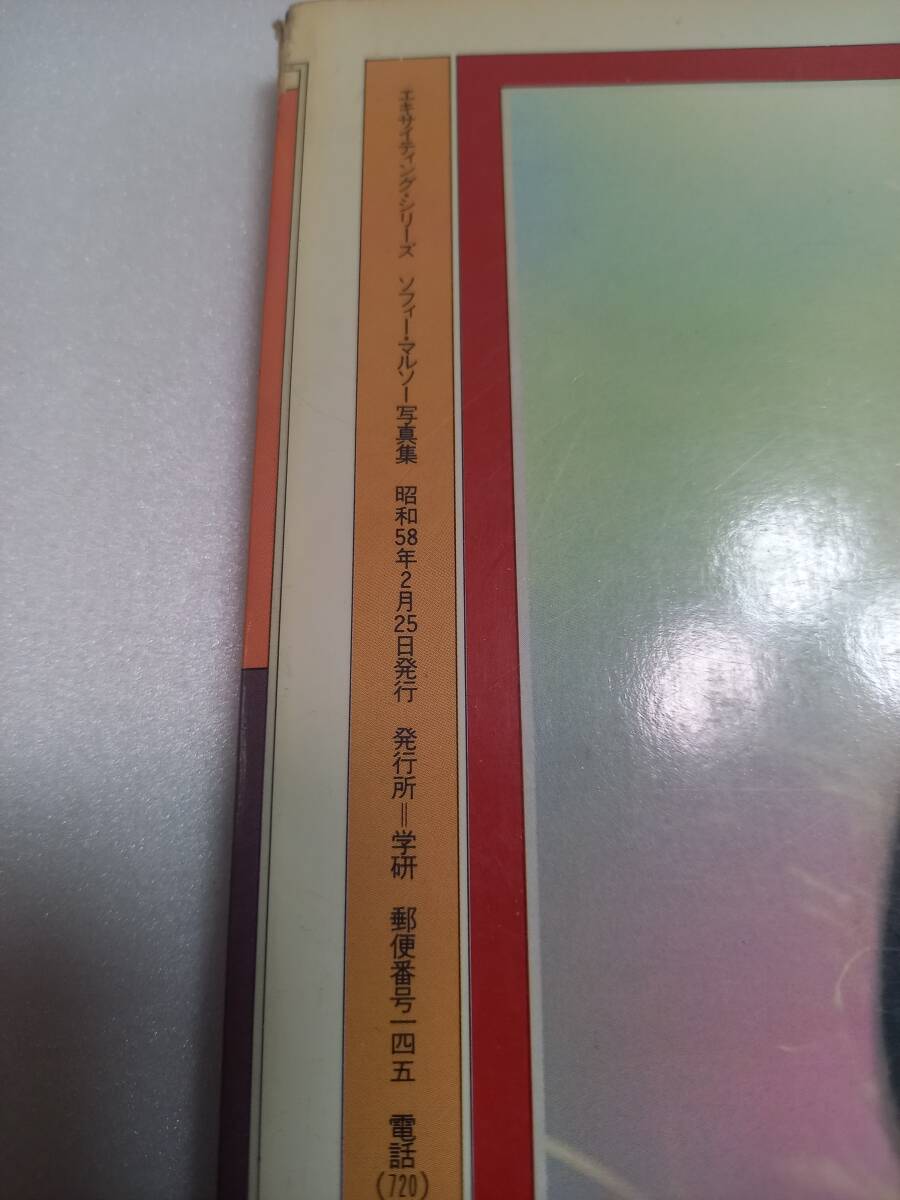 エキサイティング・シリーズ　ソフィー・マルソー写真集　昭和58年2月25日発行　発行所＝学研　郵便番号一四五　電話(720)